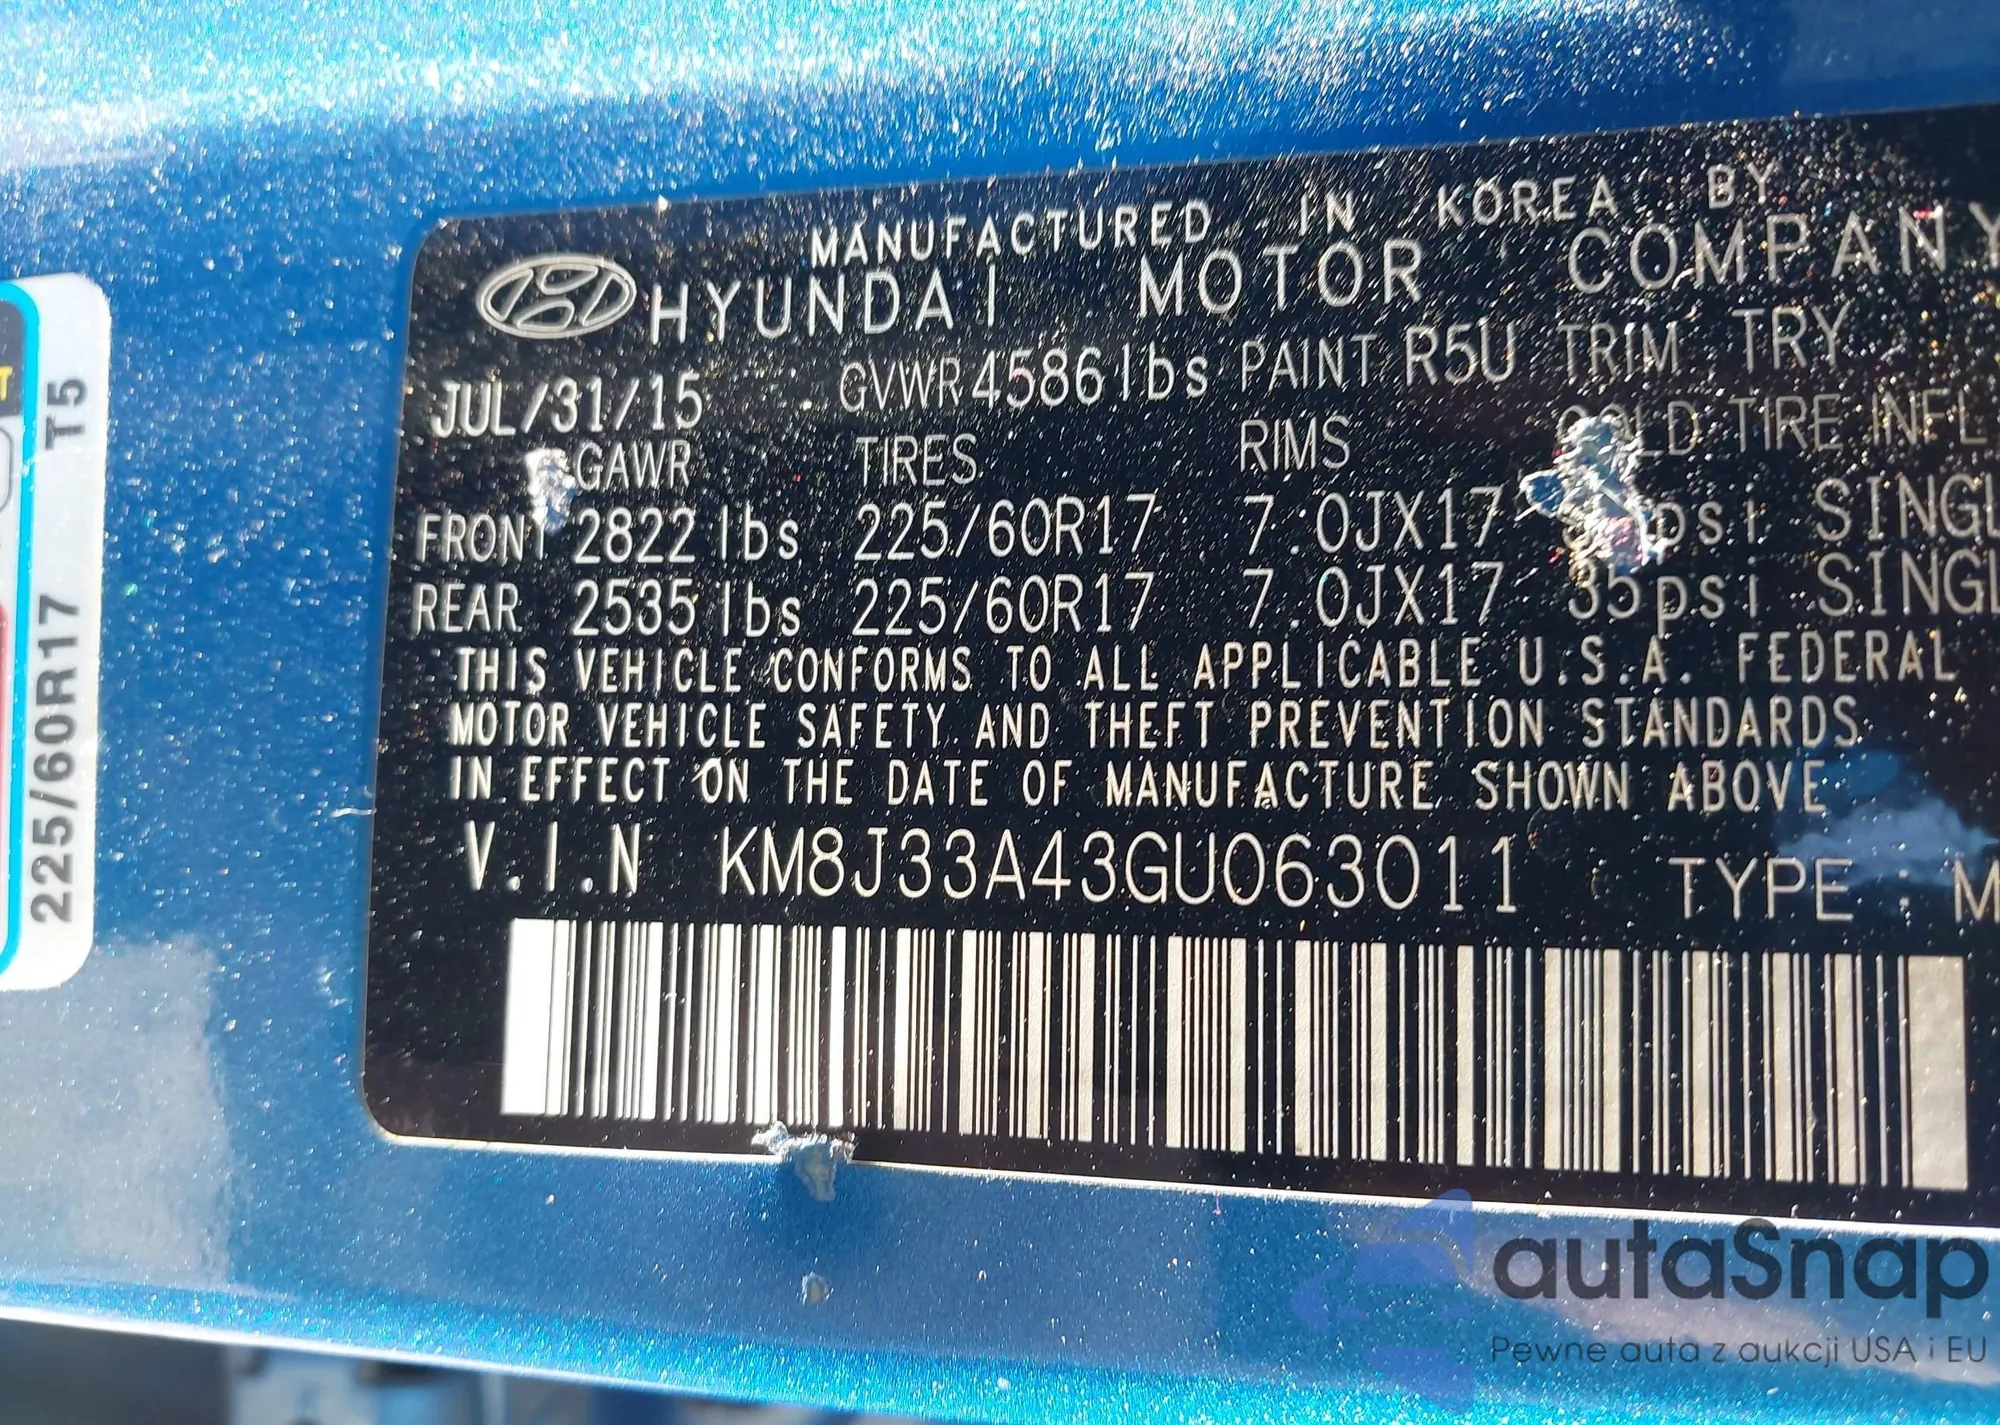 MANUFACTURED IN KOREA BY
HYUNDAI MOTOR COMPANY
JUL/31/15 GVWR 4586 lbs PAINT R5U TRIM TRY
GAWR TIRES RIMS COLD TIRE INFL
FRONT 2822 lbs 225/60R17 7.0JX17 psi SINGL
REAR 2535 lbs 225/60R17 7.0JX17 35psi SINGL
THIS VEHICLE CONFORMS TO ALL APPLICABLE U.S.A. FEDERAL
MOTOR VEHICLE SAFETY AND THEFT PREVENTION STANDARDS
IN EFFECT ON THE DATE OF MANUFACTURE SHOWN ABOVE
V.I.N KM8J33A43GU063011 TYPE : M
T
225/60R17 T5
autaSnap
Pewne auta z aukcji USA i EU